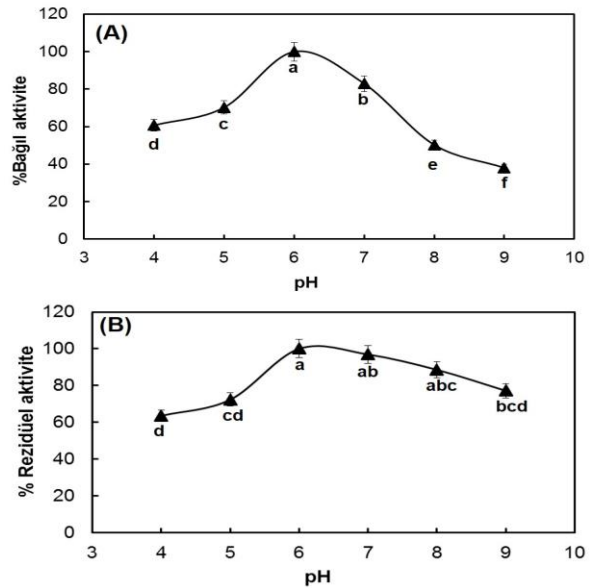 (A)
%Bağıl aktivite
120
100
80
60
40
20
0
d
c
a
b
e
f
3 4 5 6 7 8 9 10
pH
(B)
% Rezidüel aktivite
120
100
80
60
40
20
0
d
cd
a
ab
abc
bcd
3 4 5 6 7 8 9 10
pH